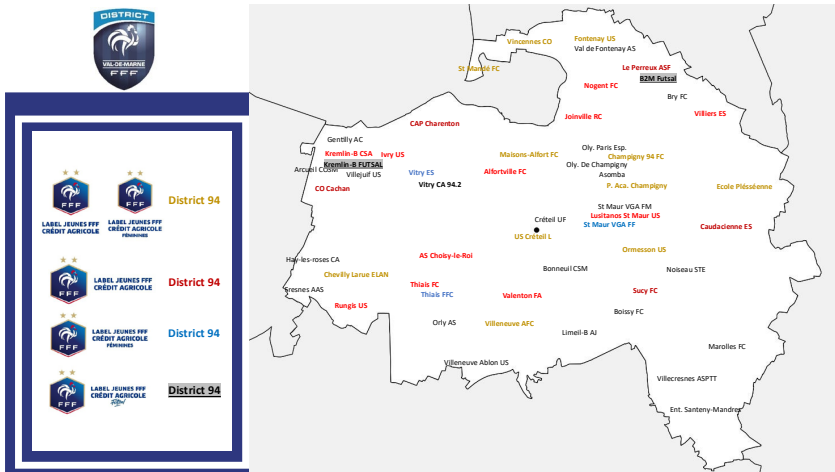 DISTRICT
VAL-DE-MARNE
FFF
FFF
FFF
LABEL JEUNES FFF
CRÉDIT AGRICOLE
LABEL JEUNES FFF
CRÉDIT AGRICOLE
FÉMININES
District 94
FFF
LABEL JEUNES FFF
CRÉDIT AGRICOLE
District 94
FFF
LABEL JEUNES FFF
CRÉDIT AGRICOLE
FÉMININES
District 94
FFF
LABEL JEUNES FFF
CRÉDIT AGRICOLE
Futsal
District 94
Vincennes CO
Fontenay US
Val de Fontenay AS
St Mandé FC
Le Perreux ASF
B2M Futsal
Nogent FC
Bry FC
Joinville RC
Villiers ES
CAP Charenton
Gentilly AC
Kremlin-B CSA
Ivry US
Kremlin-B FUTSAL
Arcueil COSM
Villejuif US
CO Cachan
Vitry ES
Vitry CA 94.2
Maisons-Alfort FC
Alfortville FC
Oly. Paris Esp.
Champigny 94 FC
Oly. De Champigny
Asomba
P. Aca. Champigny
Ecole Plésséenne
St Maur VGA FM
Lusitanos St Maur US
St Maur VGA FF
Créteil UF
US Créteil L
Caudacienne ES
Ormesson US
AS Choisy-le-Roi
Hay-les-roses CA
Chevilly Larue ELAN
Bonneuil CSM
Noiseau STE
Fresnes AAS
Thiais FC
Thiais FFC
Rungis US
Valenton FA
Sucy FC
Boissy FC
Orly AS
Villeneuve AFC
Limeil-B AJ
Marolles FC
Villeneuve Ablon US
Villecresnes ASPTT
Ent. Santeny-Mandres